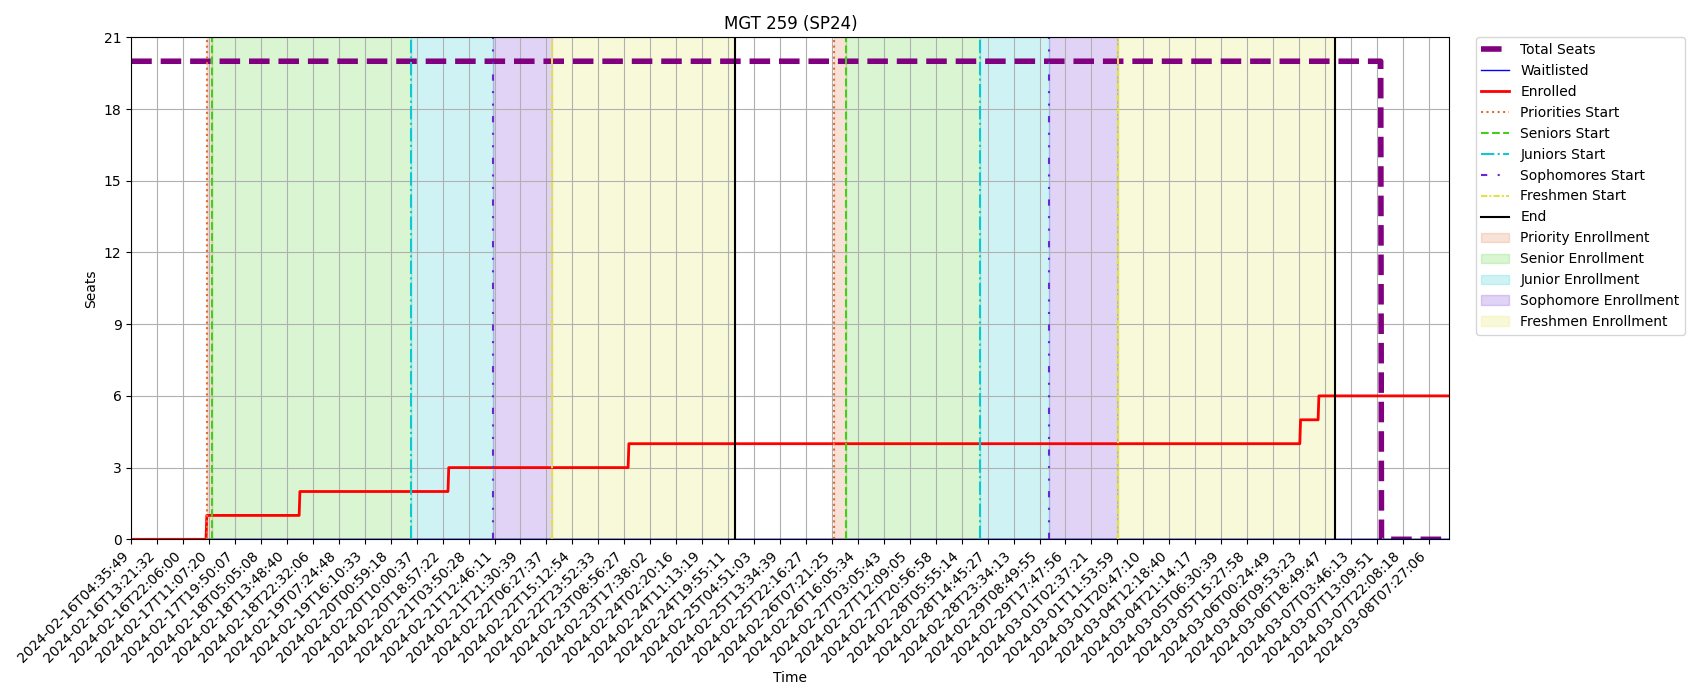 MGT 259 (SP24)
21
18
15
12
9
6
3
0
Seats
2024-02-16T04:35:49
2024-02-16T13:21:32
2024-02-16T22:06:00
2024-02-17T11:07:20
2024-02-17T19:50:07
2024-02-18T05:05:08
2024-02-18T13:48:40
2024-02-18T22:32:06
2024-02-19T07:24:48
2024-02-19T16:10:33
2024-02-20T00:59:18
2024-02-20T10:00:37
2024-02-20T18:57:22
2024-02-21T03:50:28
2024-02-21T12:46:11
2024-02-21T21:30:39
2024-02-22T06:27:37
2024-02-22T15:12:54
2024-02-22T23:52:33
2024-02-23T08:56:27
2024-02-23T17:38:02
2024-02-24T02:20:16
2024-02-24T11:13:19
2024-02-24T19:55:11
2024-02-25T04:51:03
2024-02-25T13:34:39
2024-02-25T22:16:27
2024-02-26T07:21:25
2024-02-26T16:05:34
2024-02-27T03:05:43
2024-02-27T12:09:05
2024-02-27T20:56:58
2024-02-28T05:55:14
2024-02-28T14:45:27
2024-02-28T23:34:13
2024-02-29T08:49:55
2024-02-29T17:47:56
2024-03-01T02:37:21
2024-03-01T11:53:59
2024-03-01T20:47:10
2024-03-04T12:18:40
2024-03-04T21:14:17
2024-03-05T06:30:39
2024-03-05T15:27:58
2024-03-06T00:24:49
2024-03-06T09:53:23
2024-03-06T18:49:47
2024-03-07T03:46:13
2024-03-07T13:09:51
2024-03-07T22:08:18
2024-03-08T07:27:06
Time
Total Seats
Waitlisted
Enrolled
Priorities Start
Seniors Start
Juniors Start
Sophomores Start
Freshmen Start
End
Priority Enrollment
Senior Enrollment
Junior Enrollment
Sophomore Enrollment
Freshmen Enrollment